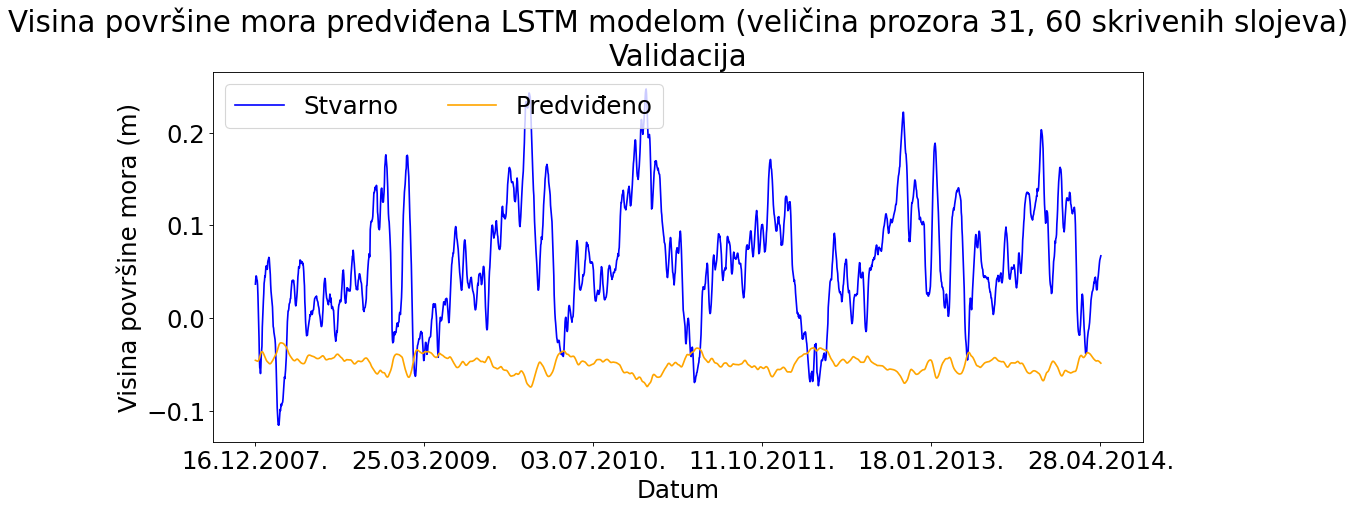 Visina površine mora predviđena LSTM modelom (veličina prozora 31, 60 skrivenih slojeva)
Validacija
Stvarno
Predviđeno
Visina površine mora (m)
0.2
0.1
0.0
−0.1
16.12.2007.
25.03.2009.
03.07.2010.
11.10.2011.
18.01.2013.
28.04.2014.
Datum